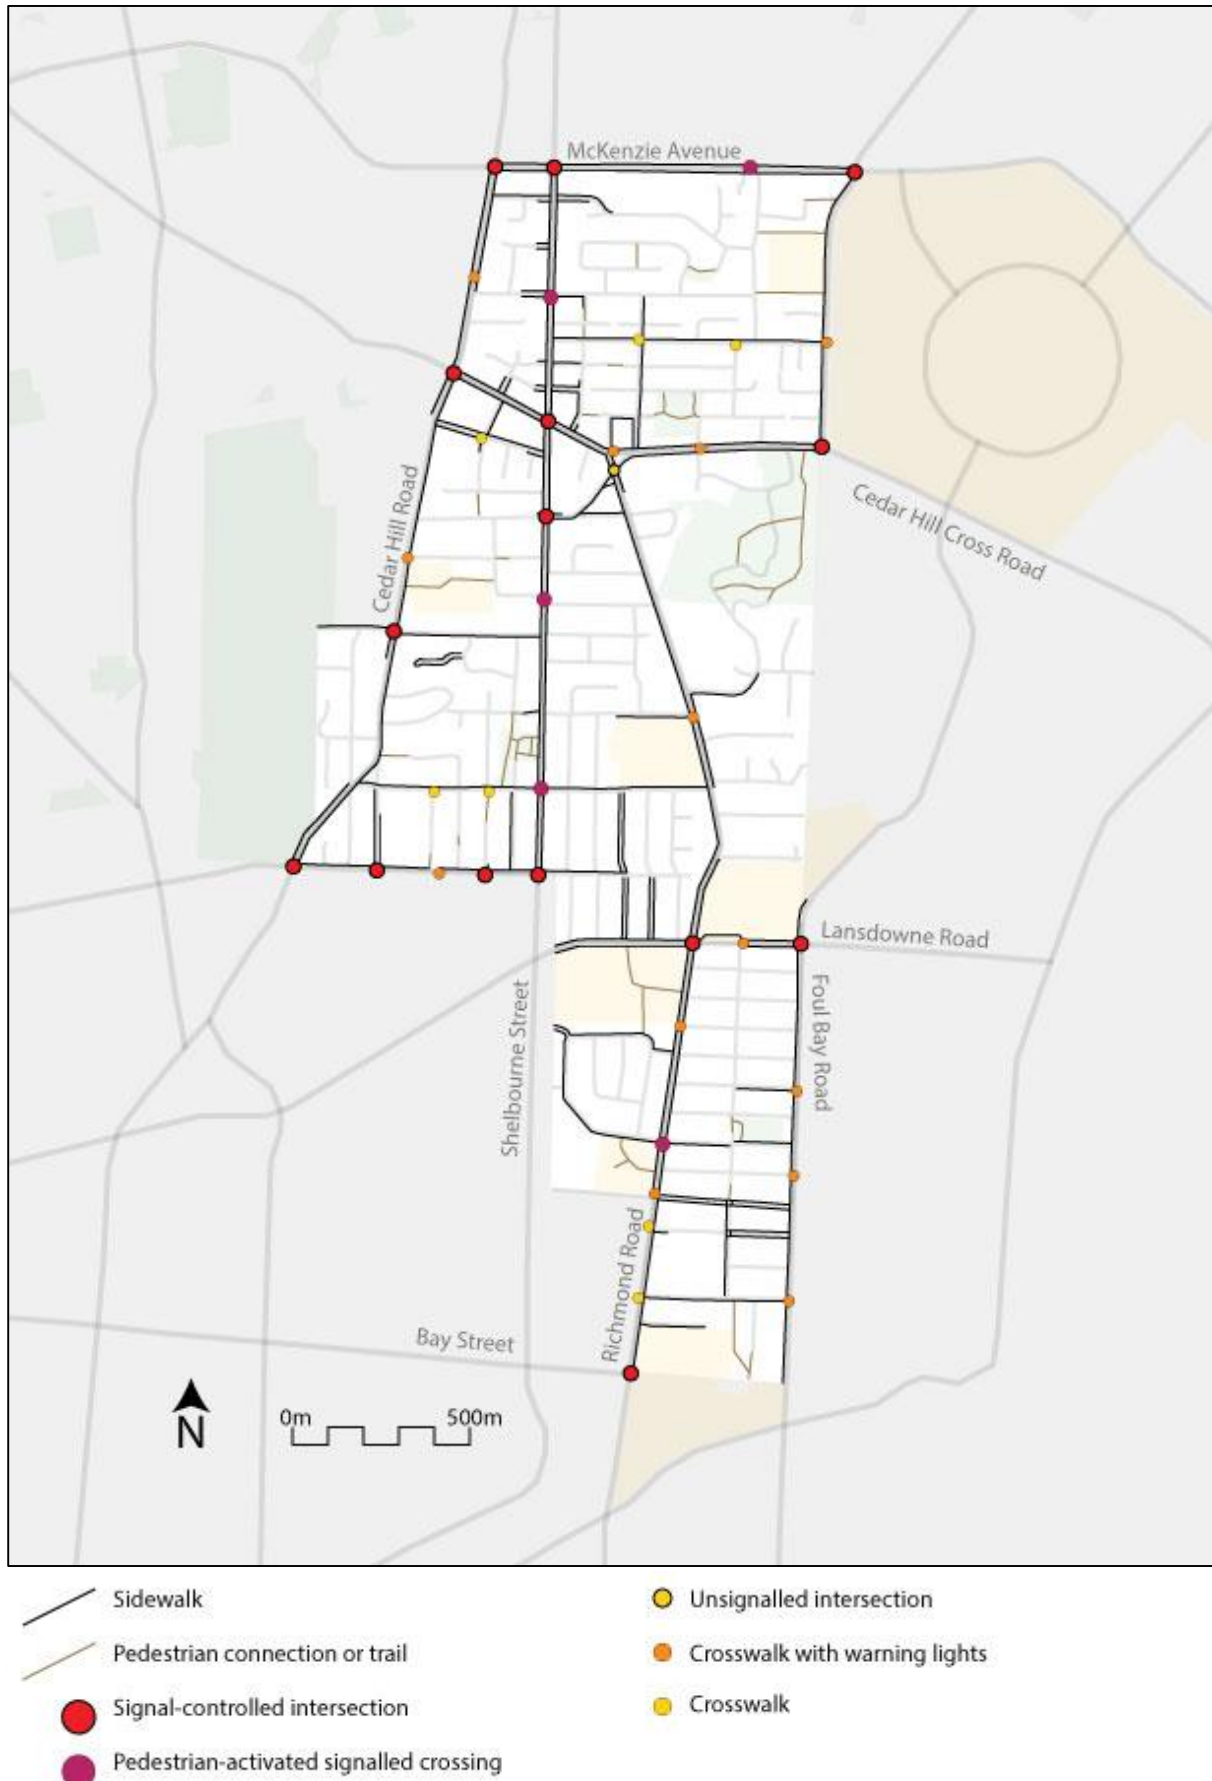 McKenzie Avenue
Cedar Hill Road
Cedar Hill Cross Road
Lansdowne Road
Foul Bay Road
Shelbourne Street
Richmond Road
Bay Street
N
0m 500m
Sidewalk
Pedestrian connection or trail
Signal-controlled intersection
Pedestrian-activated signalled crossing
Unsignalled intersection
Crosswalk with warning lights
Crosswalk